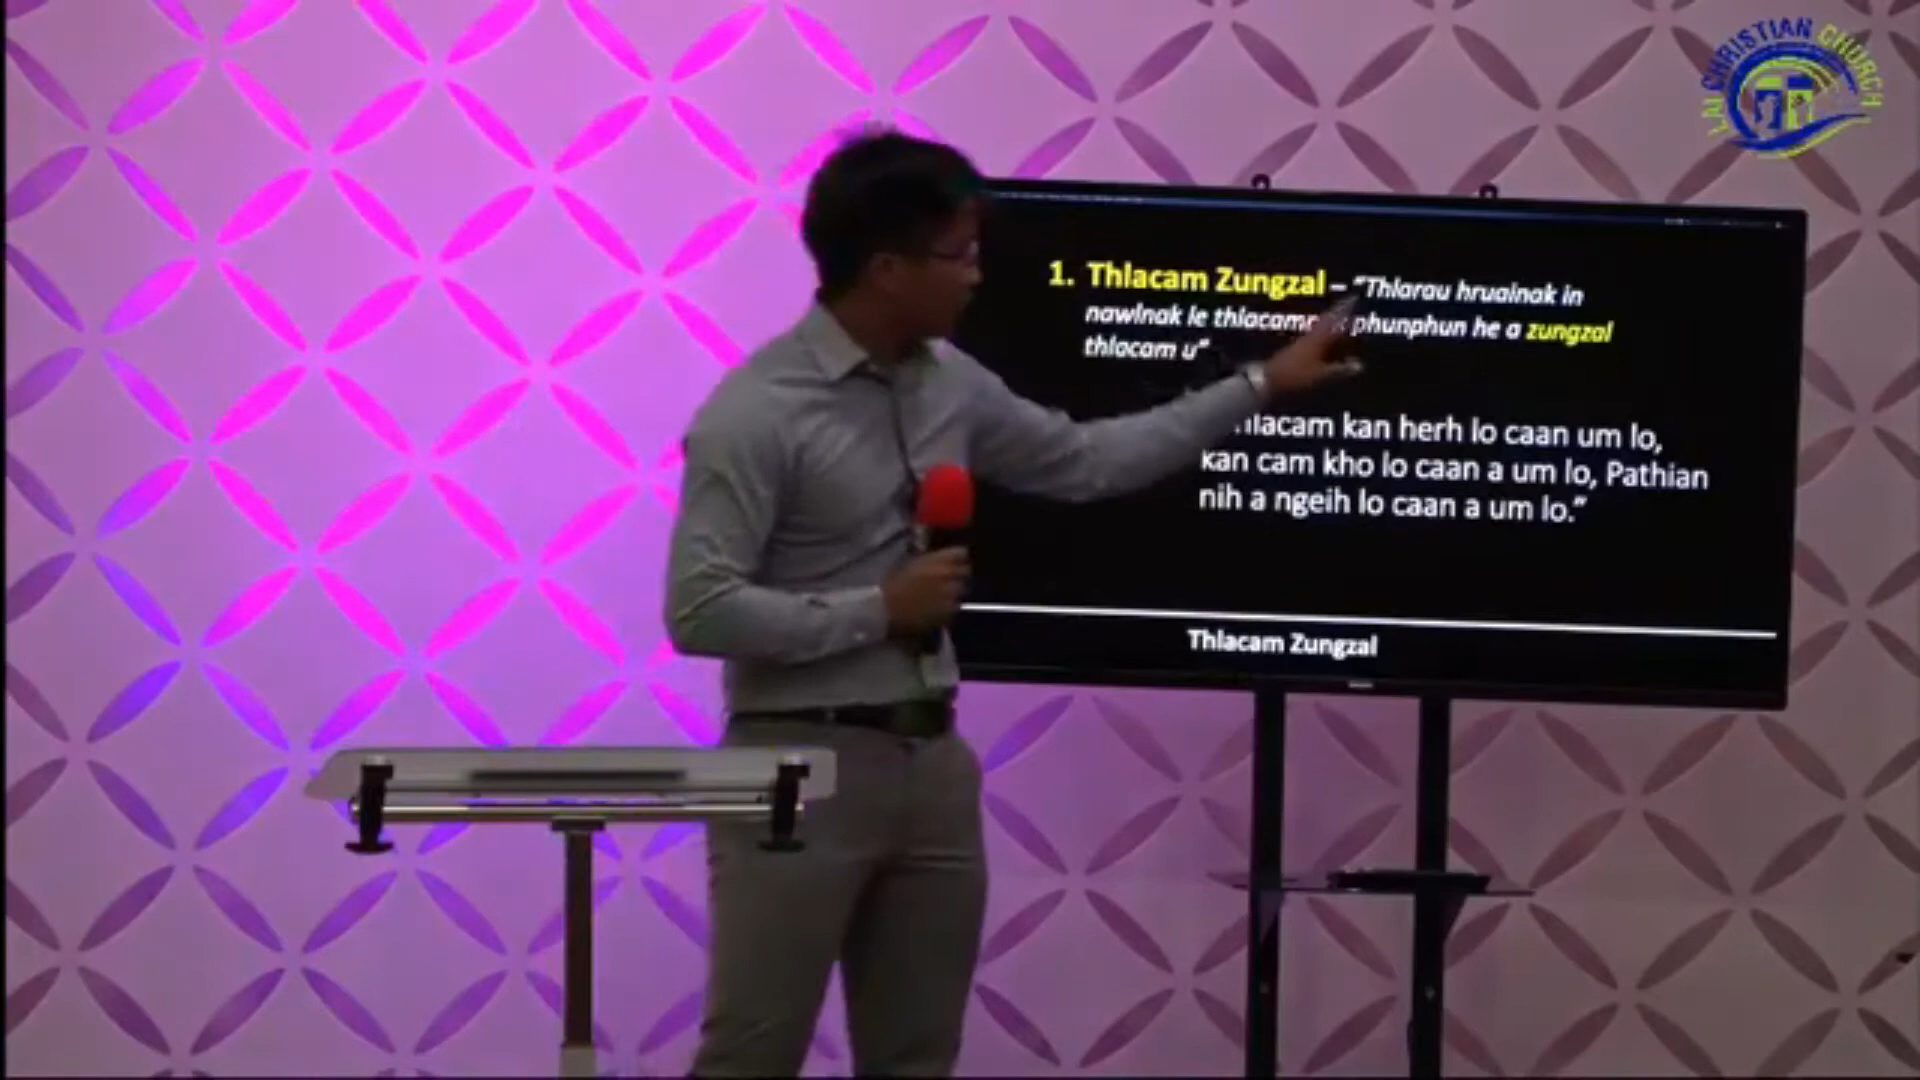 LAI CHRISTIAN CHURCH
1. Thlacam Zungzal – “Thlarau hruainak in
nawlnak le phunphun he a zungzal
thlacam u”
kan herh lo caan um lo,
kan cam kho lo caan a um lo, Pathian
nih a ngeih lo caan a um lo.”
Thlacam Zungzal